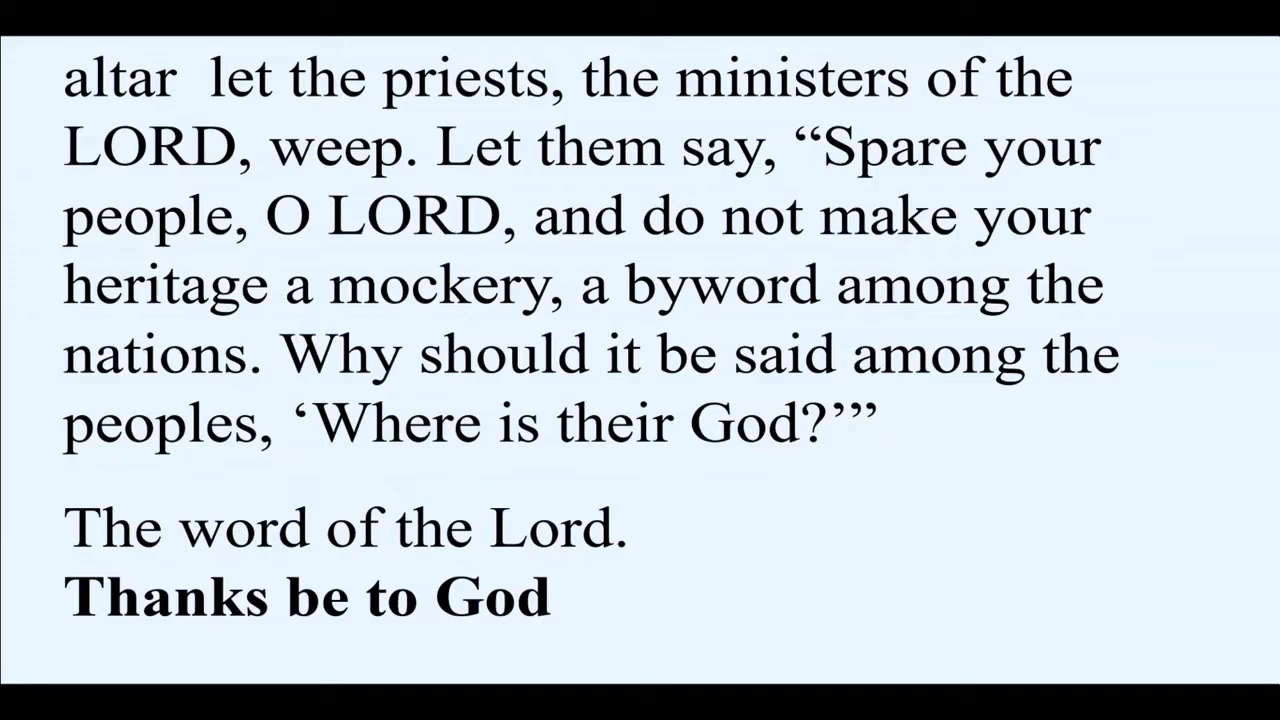 altar  let the priests, the ministers of the
LORD, weep. Let them say, “Spare your
people, O LORD, and do not make your
heritage a mockery, a byword among the
nations. Why should it be said among the
peoples, ‘Where is their God?’”
The word of the Lord.
Thanks be to God